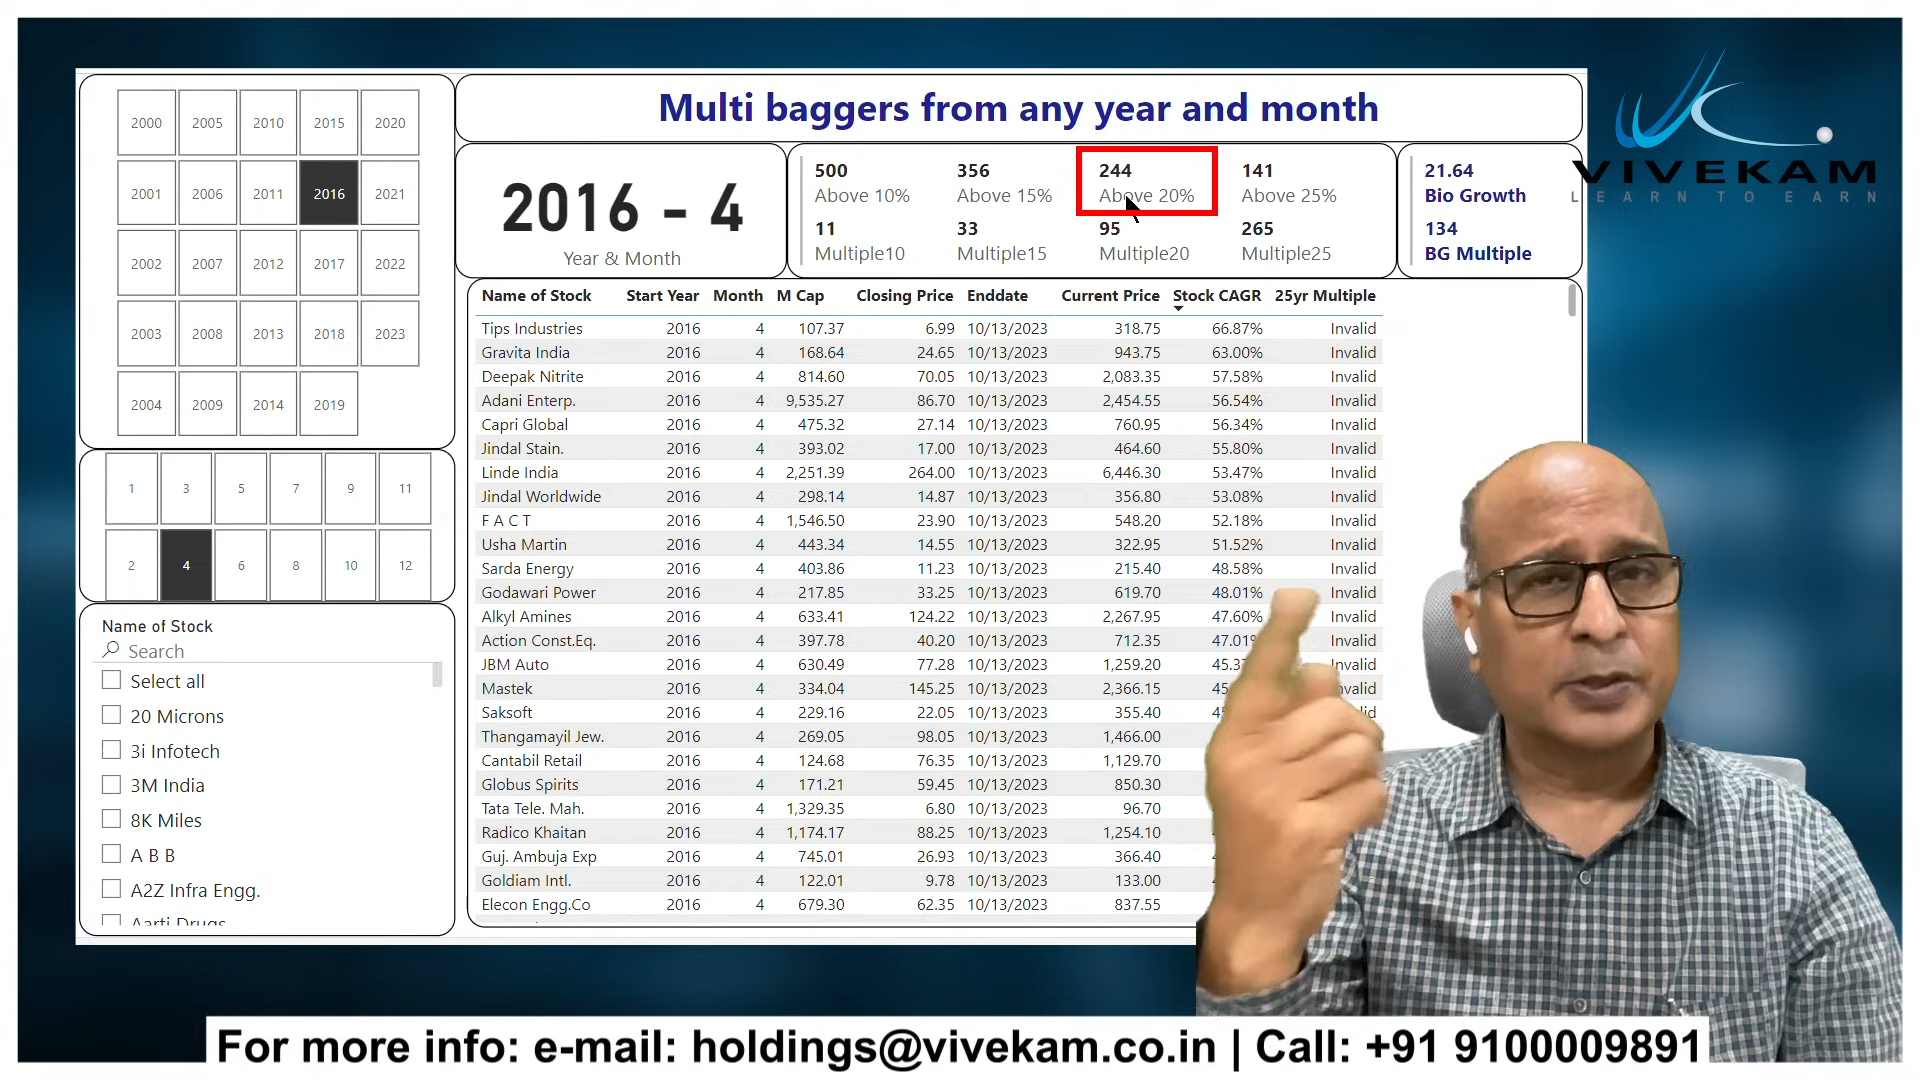 Multi baggers from any year and month
VIVEKAM
LEARN TO EARN
2000 2005 2010 2015 2020
2001 2006 2011 2016 2021
2002 2007 2012 2017 2022
2003 2008 2013 2018 2023
2004 2009 2014 2019
1 3 5 7 9 11
2 4 6 8 10 12
Name of Stock
Search
Select all
20 Microns
3i Infotech
3M India
8K Miles
A B B
A2Z Infra Engg.
Aarti Drugs
2016 - 4
Year & Month
500 356 244 141
Above 10% Above 15% Above 20% Above 25%
11 33 95 265
Multiple10 Multiple15 Multiple20 Multiple25
21.64
Bio Growth
134
BG Multiple
Name of Stock Start Year Month M Cap Closing Price Enddate Current Price Stock CAGR 25yr Multiple
Tips Industries 2016 4 107.37 6.99 10/13/2023 318.75 66.87% Invalid
Gravita India 2016 4 168.64 24.65 10/13/2023 943.75 63.00% Invalid
Deepak Nitrite 2016 4 814.60 70.05 10/13/2023 2,083.35 57.58% Invalid
Adani Enterp. 2016 4 9,535.27 86.70 10/13/2023 2,454.55 56.54% Invalid
Capri Global 2016 4 475.32 27.14 10/13/2023 760.95 56.34% Invalid
Jindal Stain. 2016 4 393.02 17.00 10/13/2023 464.60 55.80% Invalid
Linde India 2016 4 2,251.39 264.00 10/13/2023 6,446.30 53.47% Invalid
Jindal Worldwide 2016 4 298.14 14.87 10/13/2023 356.80 53.08% Invalid
F A C T 2016 4 1,546.50 23.90 10/13/2023 548.20 52.18% Invalid
Usha Martin 2016 4 443.34 14.55 10/13/2023 322.95 51.52% Invalid
Sarda Energy 2016 4 403.86 11.23 10/13/2023 215.40 48.58% Invalid
Godawari Power 2016 4 217.85 33.25 10/13/2023 619.70 48.01% Invalid
Alkyl Amines 2016 4 633.41 124.22 10/13/2023 2,267.95 47.60% Invalid
Action Const.Eq. 2016 4 397.78 40.20 10/13/2023 712.35 47.01% Invalid
JBM Auto 2016 4 630.49 77.28 10/13/2023 1,259.20 Invalid
Mastek 2016 4 334.04 145.25 10/13/2023 2,366.15
Saksoft 2016 4 229.16 22.05 10/13/2023 355.40
Thangamayil Jew. 2016 4 269.05 98.05 10/13/2023 1,466.00
Cantabil Retail 2016 4 124.68 76.35 10/13/2023 1,129.70
Globus Spirits 2016 4 171.21 59.45 10/13/2023 850.30
Tata Tele. Mah. 2016 4 1,329.35 6.80 10/13/2023 96.70
Radico Khaitan 2016 4 1,174.17 88.25 10/13/2023 1,254.10
Guj. Ambuja Exp 2016 4 745.01 26.93 10/13/2023 366.40
Goldiam Intl. 2016 4 122.01 9.78 10/13/2023 133.00
Elecon Engg.Co 2016 4 679.30 62.35 10/13/2023 837.55
For more info: e-mail: holdings@vivekam.co.in | Call: +91 9100009891